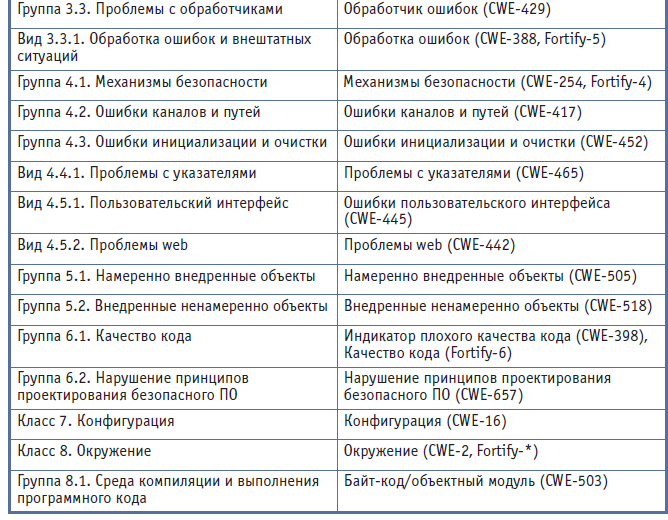 Группа 3.3. Проблемы с обработчиками
Обработчик ошибок (CWE-429)
Вид 3.3.1. Обработка ошибок и внештатных
ситуаций
Обработка ошибок (CWE-388, Fortify-5)
Группа 4.1. Механизмы безопасности
Механизмы безопасности (CWE-254, Fortify-4)
Группа 4.2. Ошибки каналов и путей
Ошибки каналов и путей (CWE-417)
Группа 4.3. Ошибки инициализации и очистки
Ошибки инициализации и очистки (CWE-452)
Вид 4.4.1. Проблемы с указателями
Проблемы с указателями (CWE-465)
Вид 4.5.1. Пользовательский интерфейс
Ошибки пользовательского интерфейса
(CWE-445)
Вид 4.5.2. Проблемы web
Проблемы web (CWE-442)
Группа 5.1. Намеренно внедренные объекты
Намеренно внедренные объекты (CWE-505)
Группа 5.2. Внедренные ненамеренно объекты
Внедренные ненамеренно объекты (CWE-518)
Группа 6.1. Качество кода
Индикатор плохого качества кода (CWE-398),
Качество кода (Fortify-6)
Группа 6.2. Нарушение принципов
проектирования безопасного ПО
Нарушение принципов проектирования
безопасного ПО (CWE-657)
Класс 7. Конфигурация
Конфигурация (CWE-16)
Класс 8. Окружение
Окружение (CWE-2, Fortify-*)
Группа 8.1. Среда компиляции и выполнения
программного кода
Байт-код/объектный модуль (CWE-503)